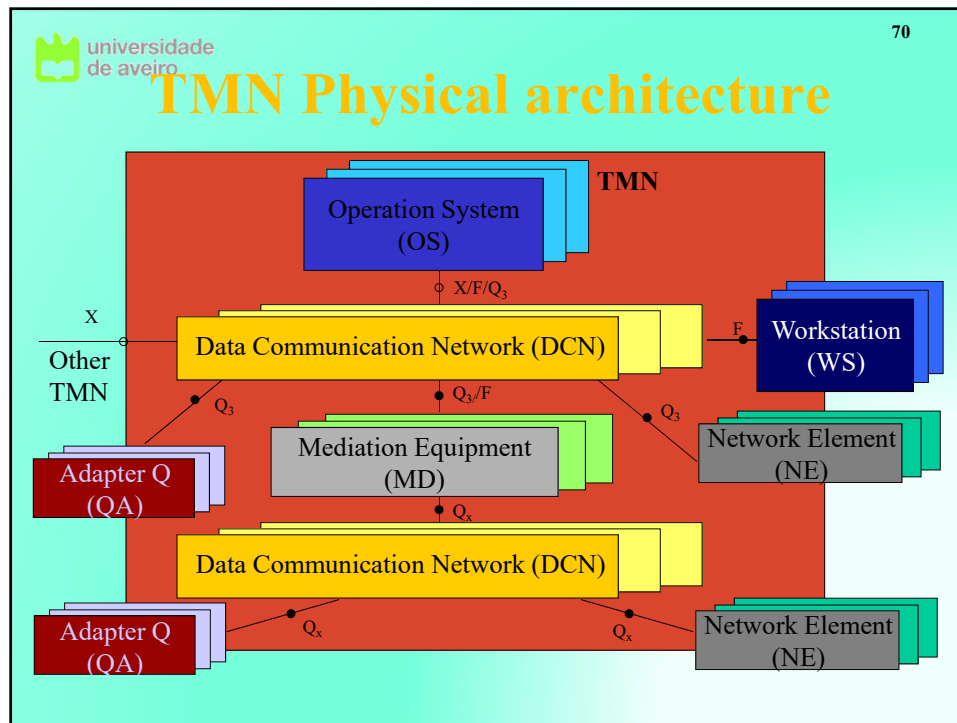 70
universidade
de aveiro
TMN Physical architecture
TMN
Operation System
(OS)
X/F/Q₃
X
Other
TMN
Data Communication Network (DCN)
F
Workstation
(WS)
Q₃
Q₃/F
Q₃
Adapter Q
(QA)
Mediation Equipment
(MD)
Network Element
(NE)
Qₓ
Data Communication Network (DCN)
Adapter Q
(QA)
Qₓ
Qₓ
Network Element
(NE)